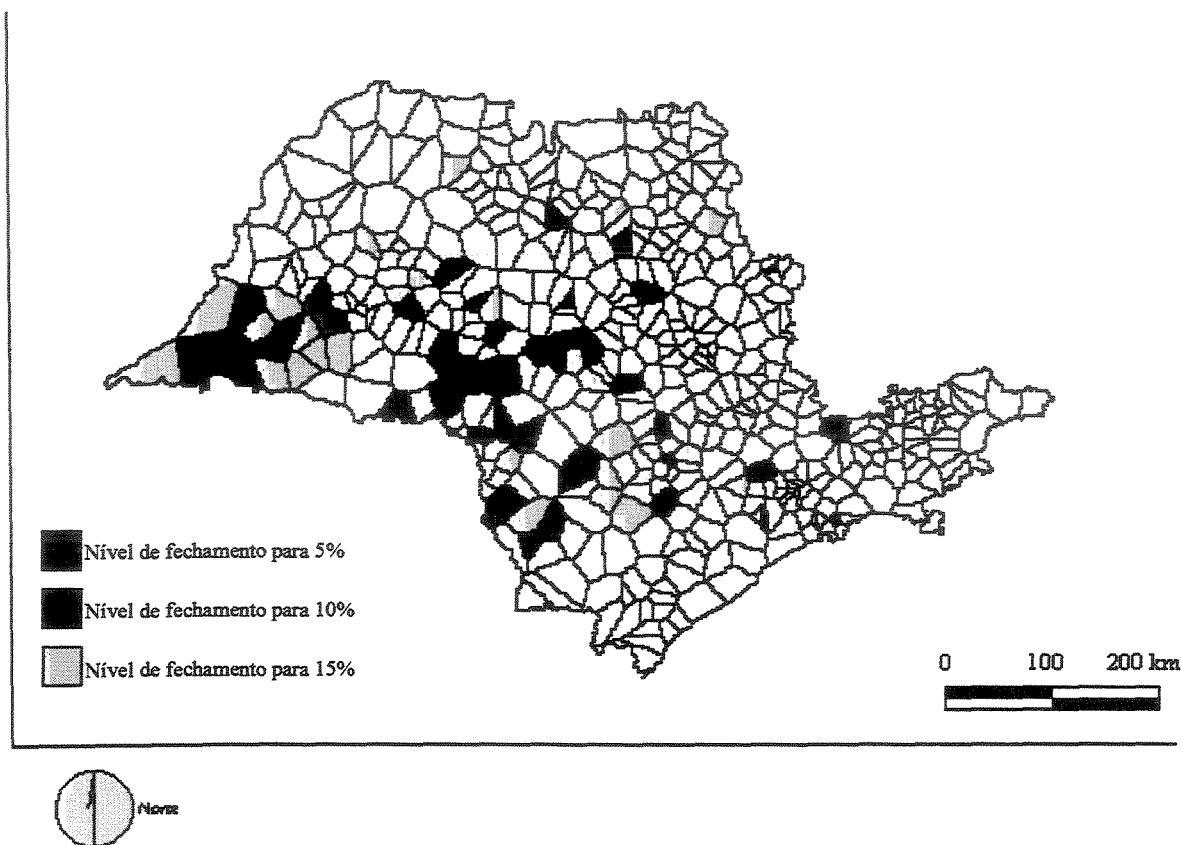 Nível de fechamento para 5%
Nível de fechamento para 10%
Nível de fechamento para 15%
0 100 200 km
Norte